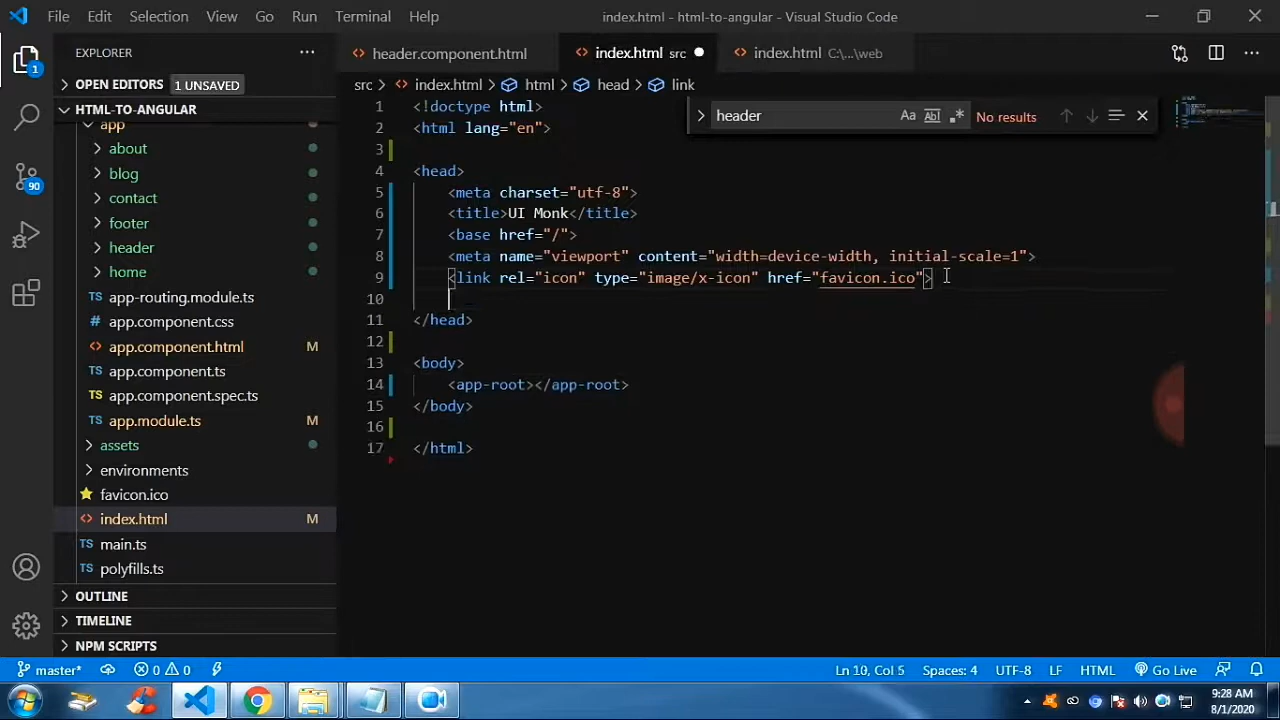 File Edit Selection View Go Run Terminal Help index.html - html-to-angular - Visual Studio Code
EXPLORER
header.component.html index.html src index.html C:\...\web
OPEN EDITORS 1 UNSAVED
src > index.html > html > head > link
HTML-TO-ANGULAR
header Aa Abl .* No results
app
about
blog
contact
footer
header
home
app-routing.module.ts
app.component.css
app.component.html M
app.component.ts
app.component.spec.ts
app.module.ts M
assets
environments
favicon.ico
index.html M
main.ts
polyfills.ts
OUTLINE
TIMELINE
NPM SCRIPTS
1
90
1 <!doctype html>
2 <html lang="en">
3
4 <head>
5 <meta charset="utf-8">
6 <title>UI Monk</title>
7 <base href="/">
8 <meta name="viewport" content="width=device-width, initial-scale=1">
9 <link rel="icon" type="image/x-icon" href="favicon.ico">
10
11 </head>
12
13 <body>
14 <app-root></app-root>
15 </body>
16
17 </html>
master* 0 0 Ln 10, Col 5 Spaces: 4 UTF-8 LF HTML Go Live
9:28 AM
8/1/2020